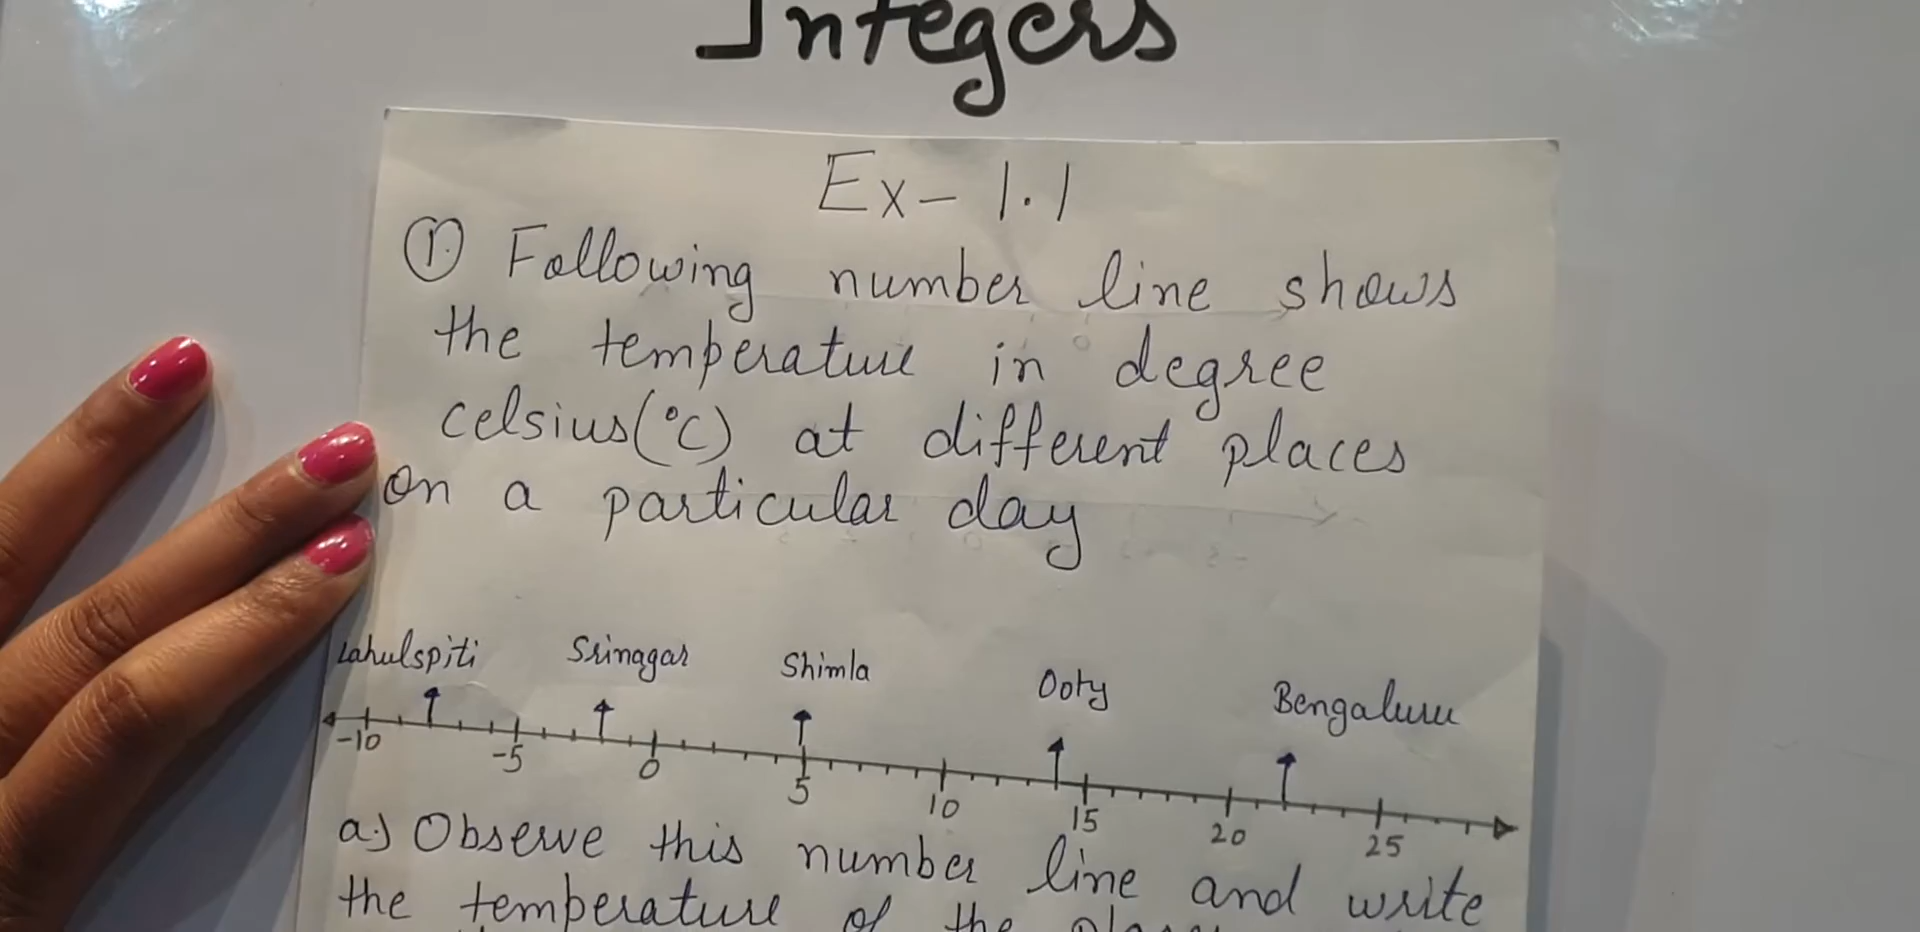 Integers
Ex- 1.1
1. Following number line shows
the temperature in degree
celsius (°C) at different places
on a particular day
Lahulspiti Srinagar Shimla Ooty Bengaluru
-10 -5 0 5 10 15 20 25
a.) Observe this number line and write
the temperature of the